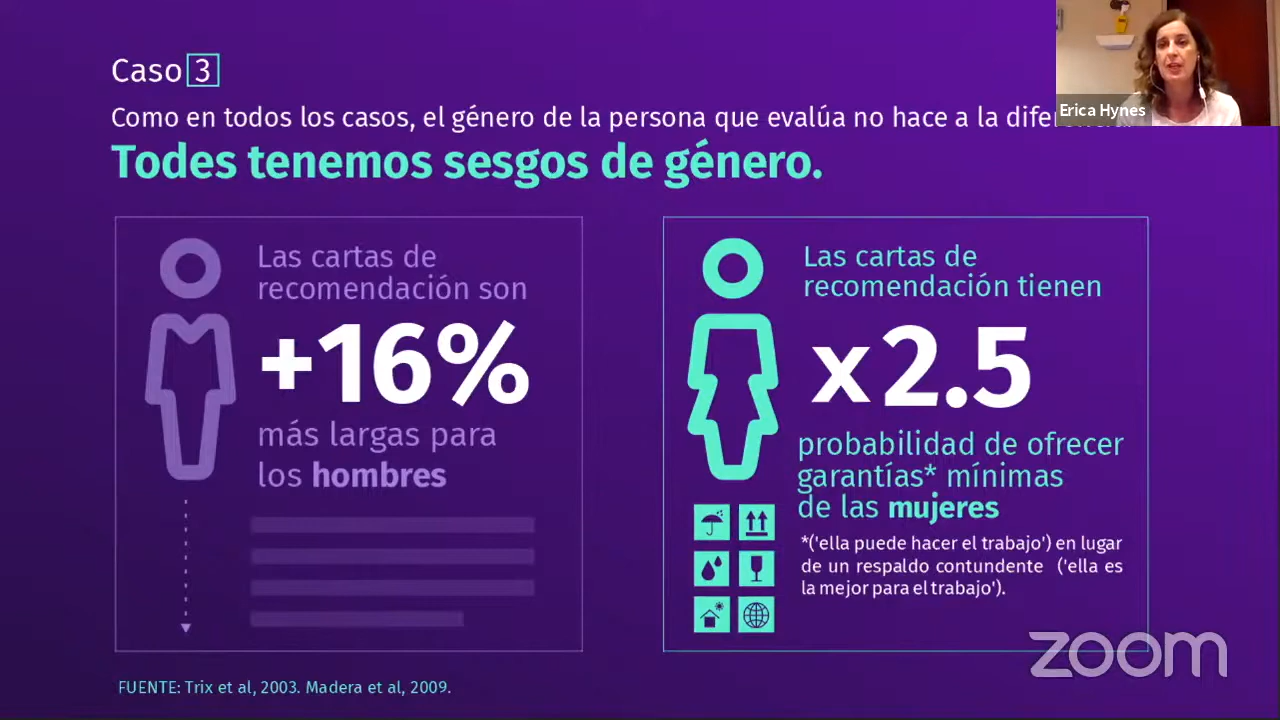 Caso 3
Como en todos los casos, el género de la persona que evalúa no hace a la
Todes tenemos sesgos de género.
Las cartas de
recomendación son
+16%
más largas para
los hombres
Las cartas de
recomendación tienen
x2.5
probabilidad de ofrecer
garantías* mínimas
de las mujeres
*('ella puede hacer el trabajo') en lugar
de un respaldo contundente ('ella es
la mejor para el trabajo').
FUENTE: Trix et al, 2003. Madera et al, 2009.
Erica Hynes
zoom